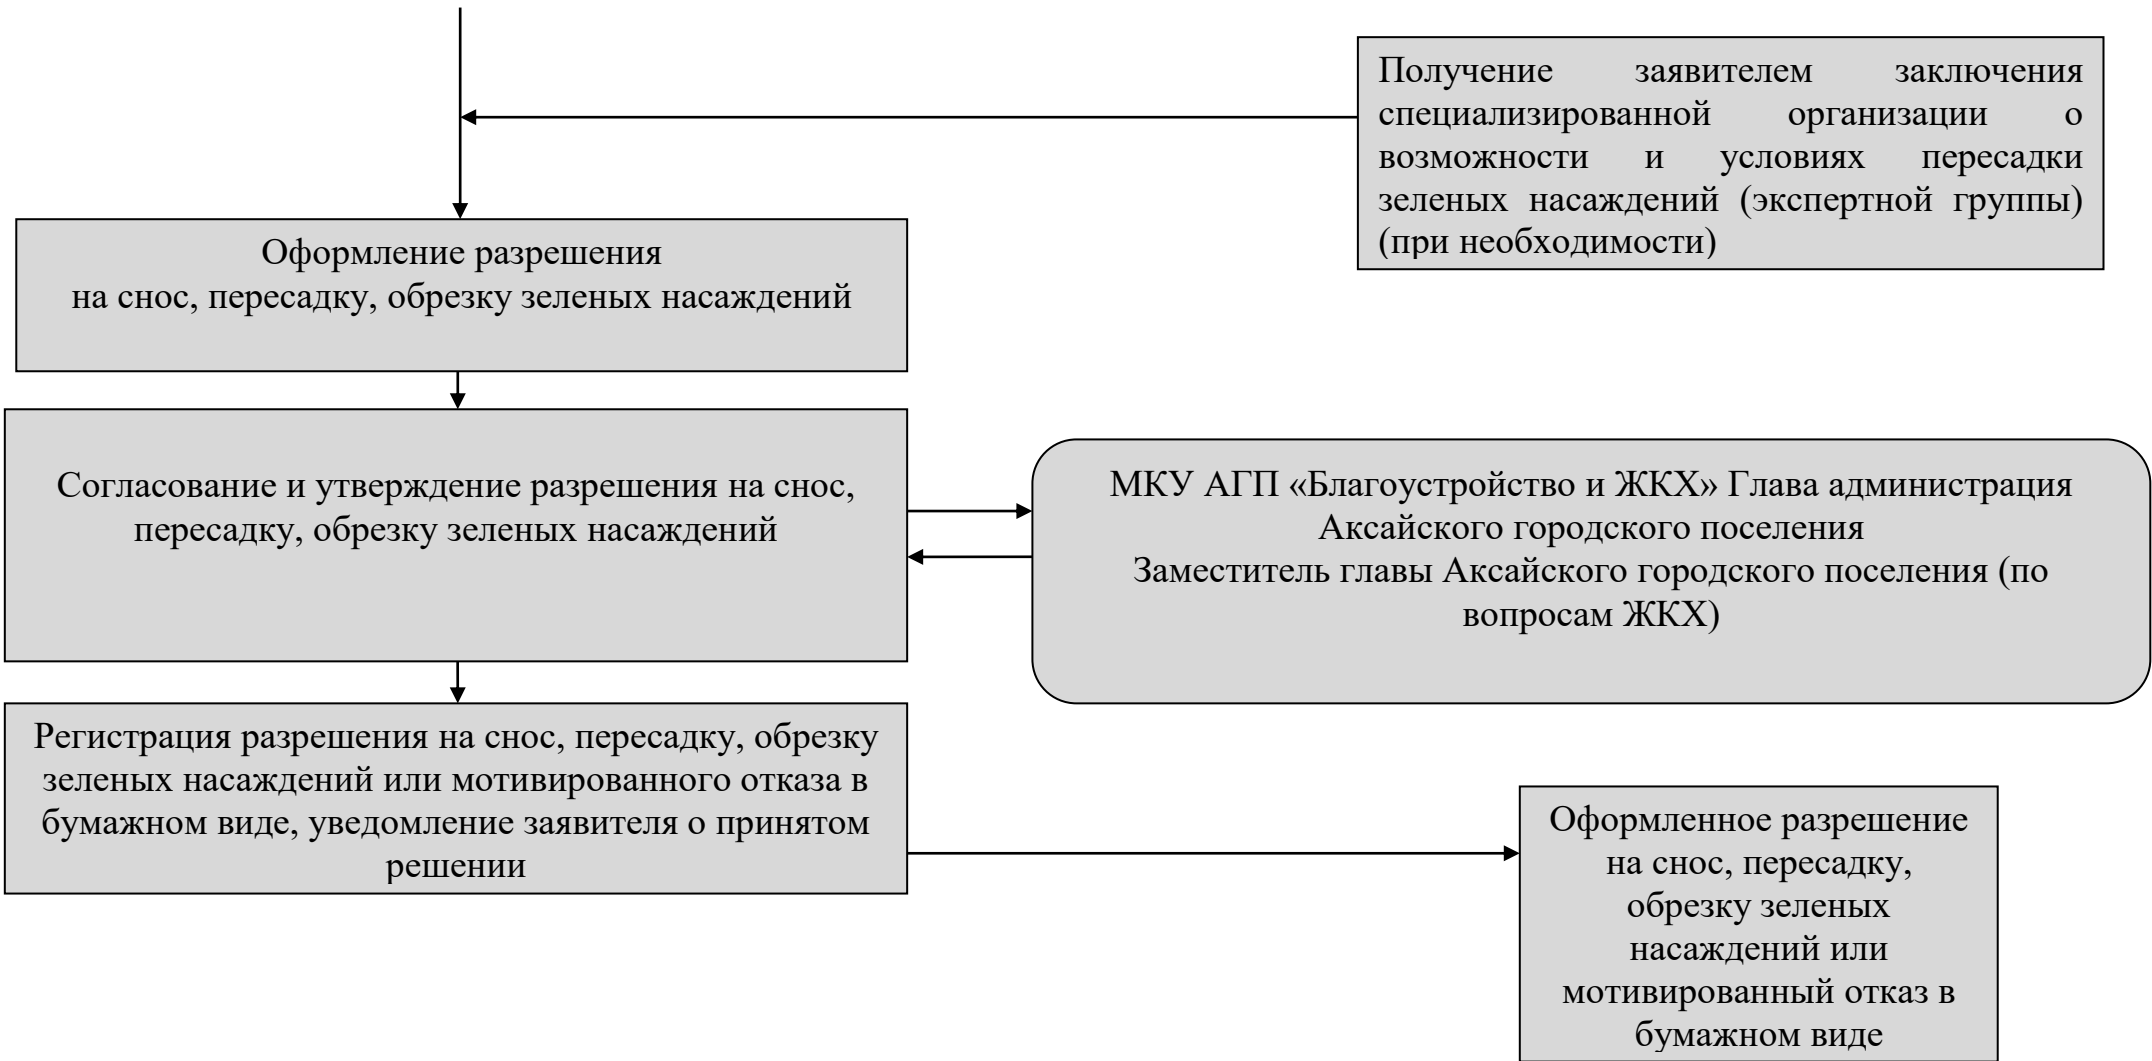 Получение заявителем заключения
специализированной организации о
возможности и условиях пересадки
зеленых насаждений (экспертной группы)
(при необходимости)
Оформление разрешения
на снос, пересадку, обрезку зеленых насаждений
Согласование и утверждение разрешения на снос,
пересадку, обрезку зеленых насаждений
МКУ АГП «Благоустройство и ЖКХ» Глава администрация
Аксайского городского поселения
Заместитель главы Аксайского городского поселения (по
вопросам ЖКХ)
Регистрация разрешения на снос, пересадку, обрезку
зеленых насаждений или мотивированного отказа в
бумажном виде, уведомление заявителя о принятом
решении
Оформленное разрешение
на снос, пересадку,
обрезку зеленых
насаждений или
мотивированный отказ в
бумажном виде